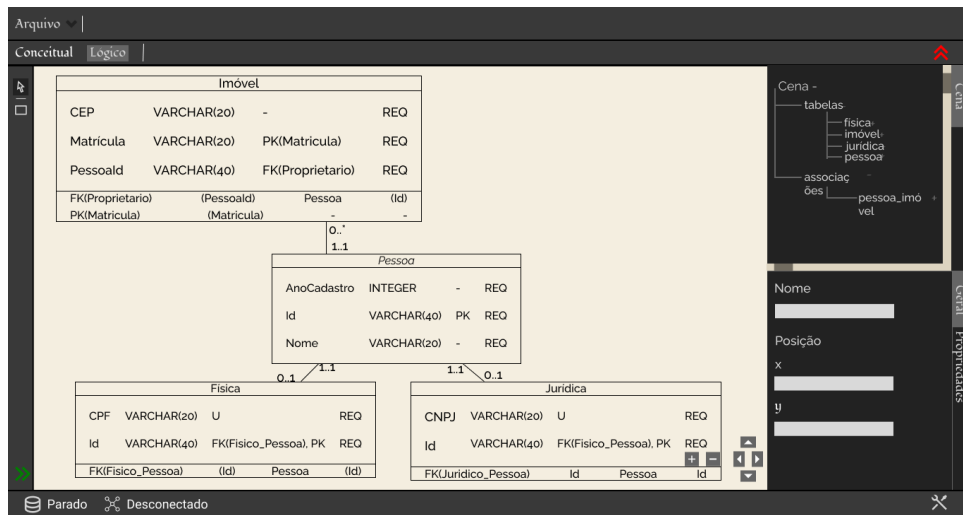 Arquivo
Conceitual Lógico
Imóvel
CEP VARCHAR(20) - REQ
Matrícula VARCHAR(20) PK(Matricula) REQ
PessoaId VARCHAR(40) FK(Proprietario) REQ
FK(Proprietario) (PessoaId) Pessoa (Id)
PK(Matricula) (Matricula) - -
0..*
1..1
Pessoa
AnoCadastro INTEGER - REQ
Id VARCHAR(40) PK REQ
Nome VARCHAR(20) - REQ
1..1 1..1
0..1 0..1
Física
CPF VARCHAR(20) U REQ
Id VARCHAR(40) FK(Fisico_Pessoa), PK REQ
FK(Fisico_Pessoa) (Id) Pessoa (Id)
Jurídica
CNPJ VARCHAR(20) U REQ
Id VARCHAR(40) FK(Fisico_Pessoa), PK REQ
+ -
FK(Juridico_Pessoa) Id Pessoa Id
Cena -
tabelas-
física+
imóvel+
jurídica
pessoa+
associaç -
ões
pessoa_imó +
vel
Cena
Nome
Posição
x
y
Geral
Propriedades
Parado Desconectado